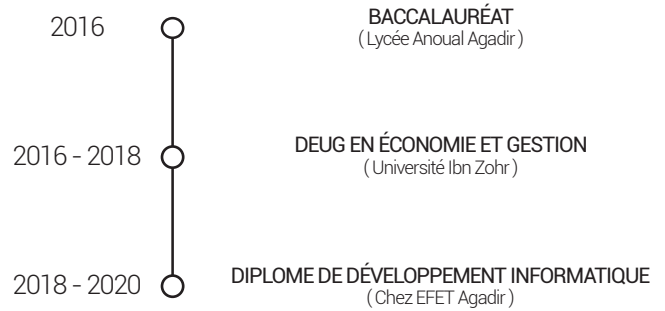 2016
BACCALAURÉAT
( Lycée Anoual Agadir )
2016 - 2018
DEUG EN ÉCONOMIE ET GESTION
( Université Ibn Zohr )
2018 - 2020
DIPLOME DE DÉVELOPPEMENT INFORMATIQUE
( Chez EFET Agadir )